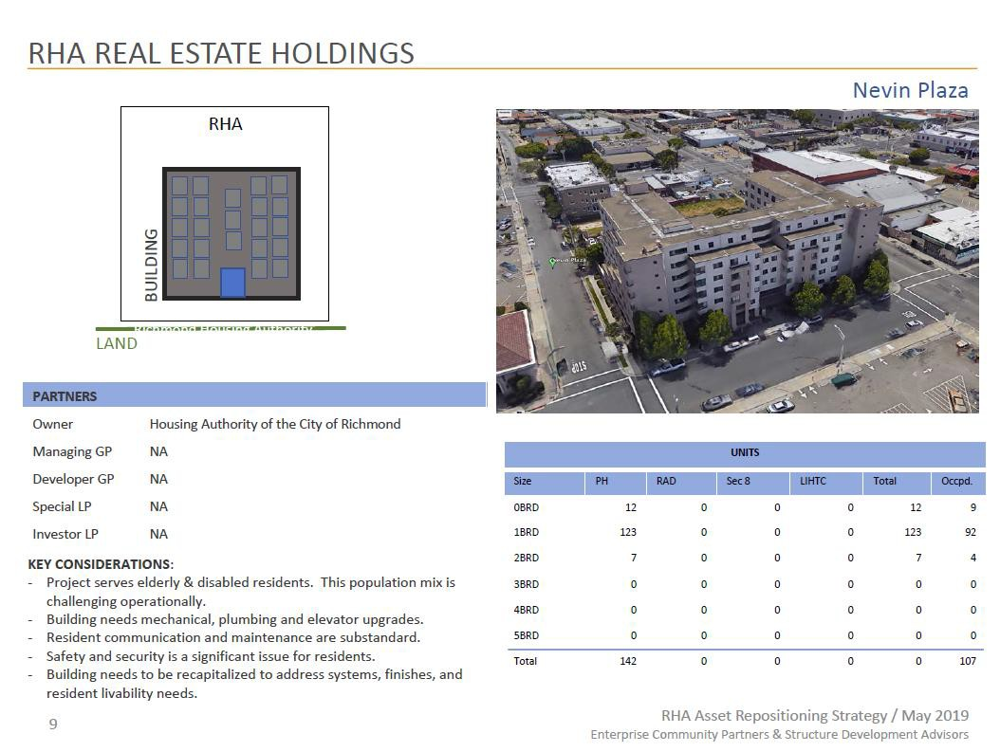 RHA REAL ESTATE HOLDINGS
Nevin Plaza
RHA
BUILDING
Richmond Housing Authority
LAND
Nevin Plaza
PARTNERS
Owner Housing Authority of the City of Richmond
Managing GP NA
Developer GP NA
Special LP NA
Investor LP NA
KEY CONSIDERATIONS:
- Project serves elderly & disabled residents. This population mix is
challenging operationally.
- Building needs mechanical, plumbing and elevator upgrades.
- Resident communication and maintenance are substandard.
- Safety and security is a significant issue for residents.
- Building needs to be recapitalized to address systems, finishes, and
resident livability needs.
UNITS
Size PH RAD Sec 8 LIHTC Total Occpd.
0BRD 12 0 0 0 12 9
1BRD 123 0 0 0 123 92
2BRD 7 0 0 0 7 4
3BRD 0 0 0 0 0 0
4BRD 0 0 0 0 0 0
5BRD 0 0 0 0 0 0
Total 142 0 0 0 0 107
9
RHA Asset Repositioning Strategy / May 2019
Enterprise Community Partners & Structure Development Advisors